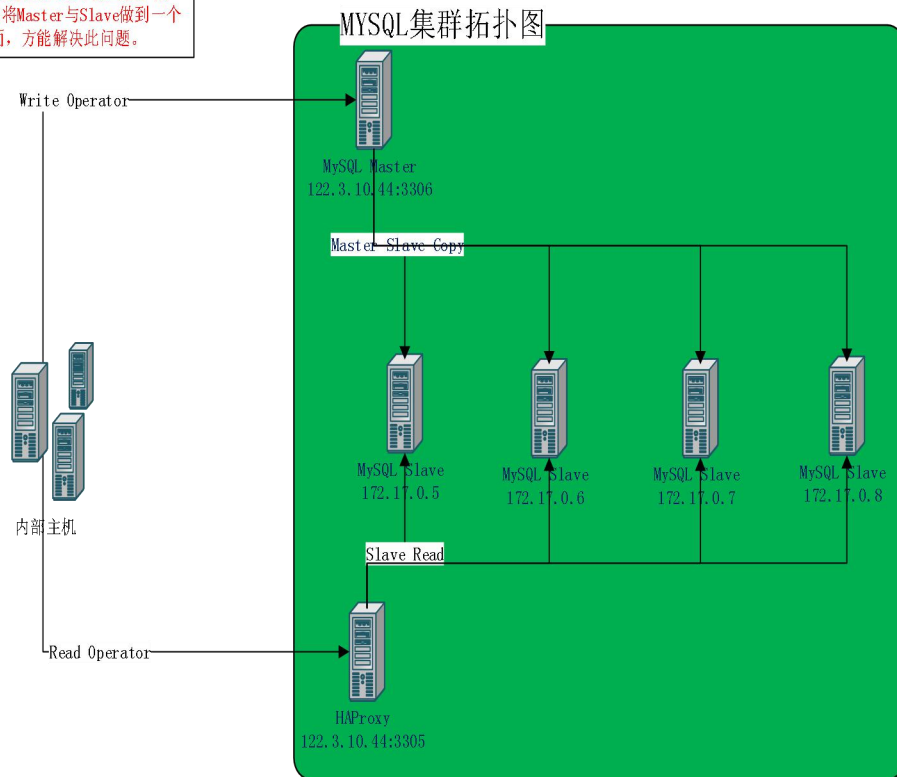 将Master与Slave做到一个
，方能解决此问题。
MYSQL集群拓扑图
Write Operator
MySQL Master
122.3.10.44:3306
Master Slave Copy
MySQL Slave
172.17.0.5
MySQL Slave
172.17.0.6
MySQL Slave
172.17.0.7
MySQL Slave
172.17.0.8
内部主机
Slave Read
Read Operator
HAProxy
122.3.10.44:3305